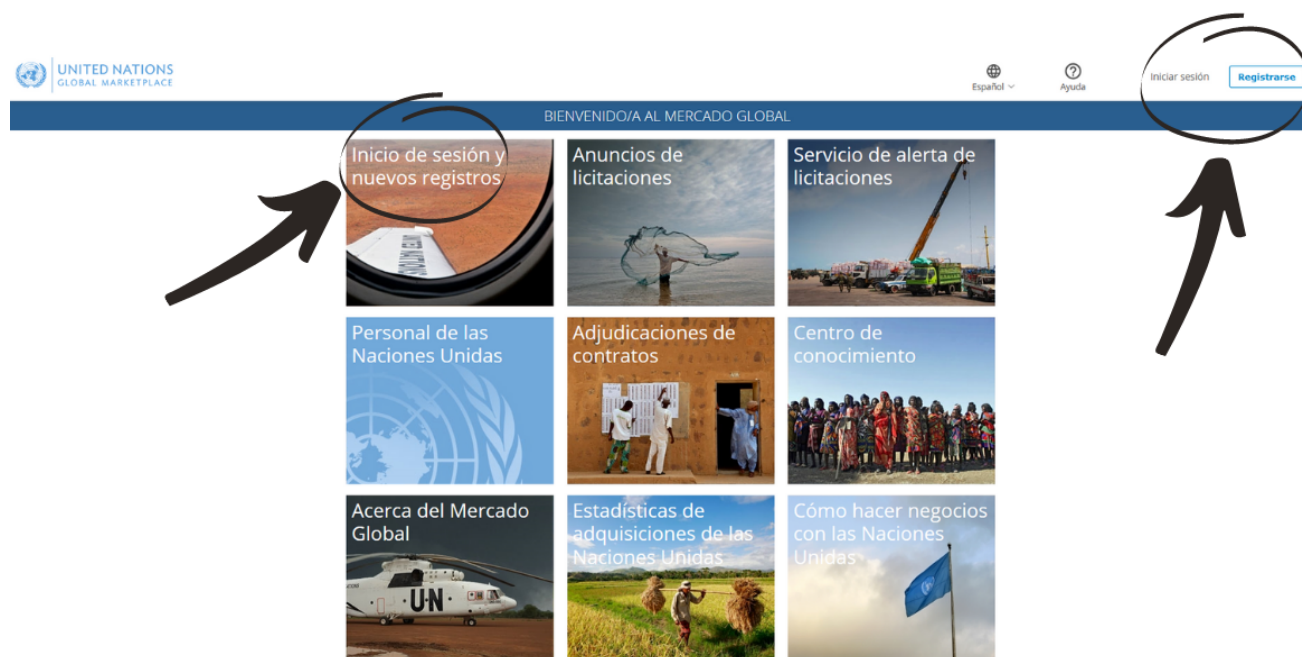 UNITED NATIONS
GLOBAL MARKETPLACE
Español
Ayuda
Iniciar sesión
Registrarse
BIENVENIDO/A AL MERCADO GLOBAL
Inicio de sesión y
nuevos registros
Anuncios de
licitaciones
Servicio de alerta de
licitaciones
Personal de las
Naciones Unidas
Adjudicaciones de
contratos
Centro de
conocimiento
Acerca del Mercado
Global
UN
Estadísticas de
adquisiciones de las
Naciones Unidas
Cómo hacer negocios
con las Naciones
Unidas